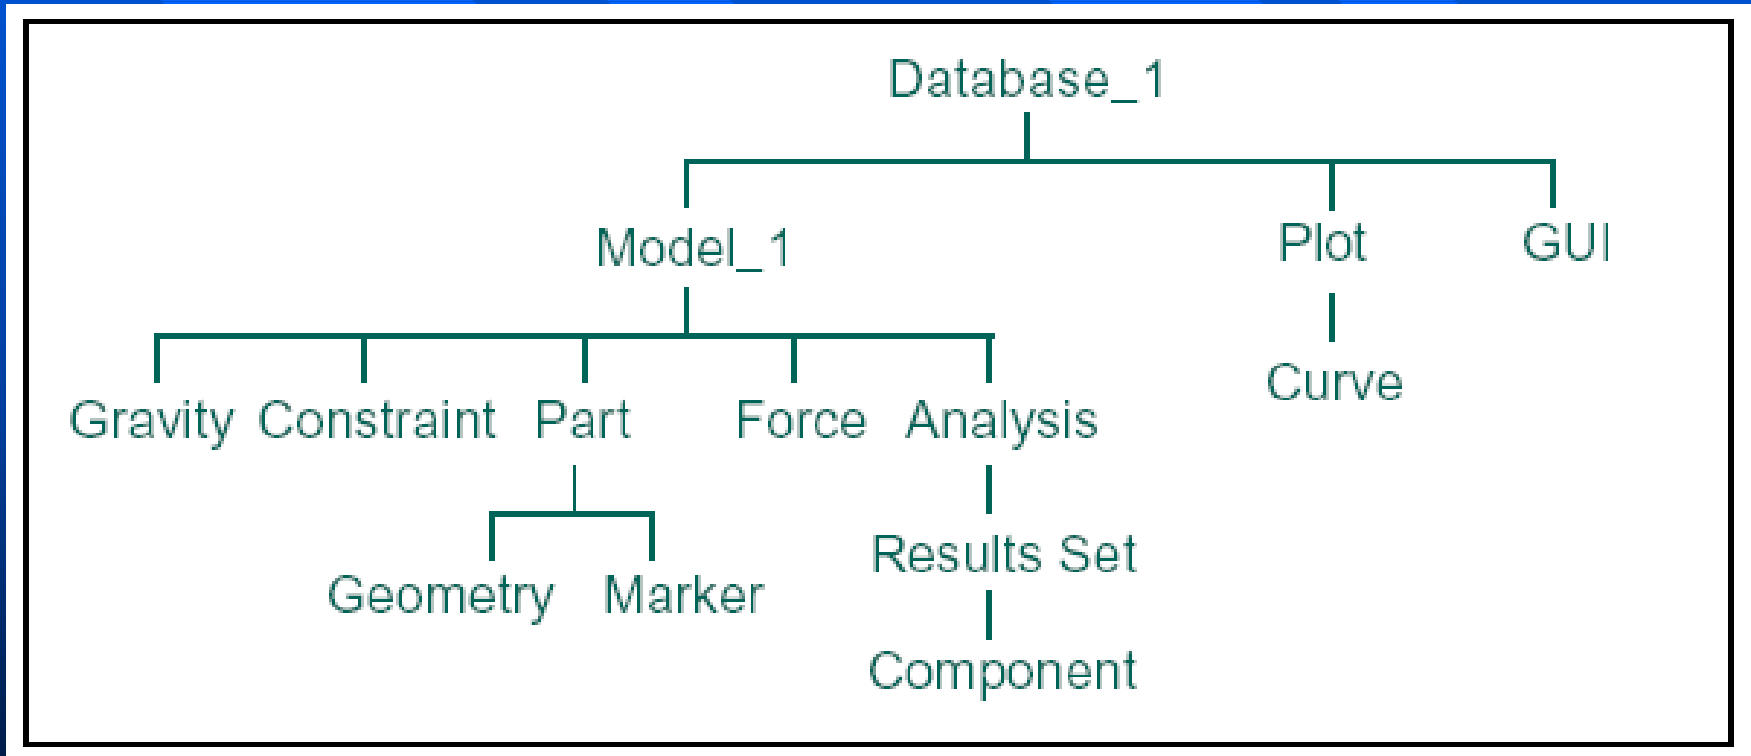 Database_1
Model_1
Plot
GUI
Curve
Gravity
Constraint
Part
Force
Analysis
Results Set
Geometry
Marker
Component